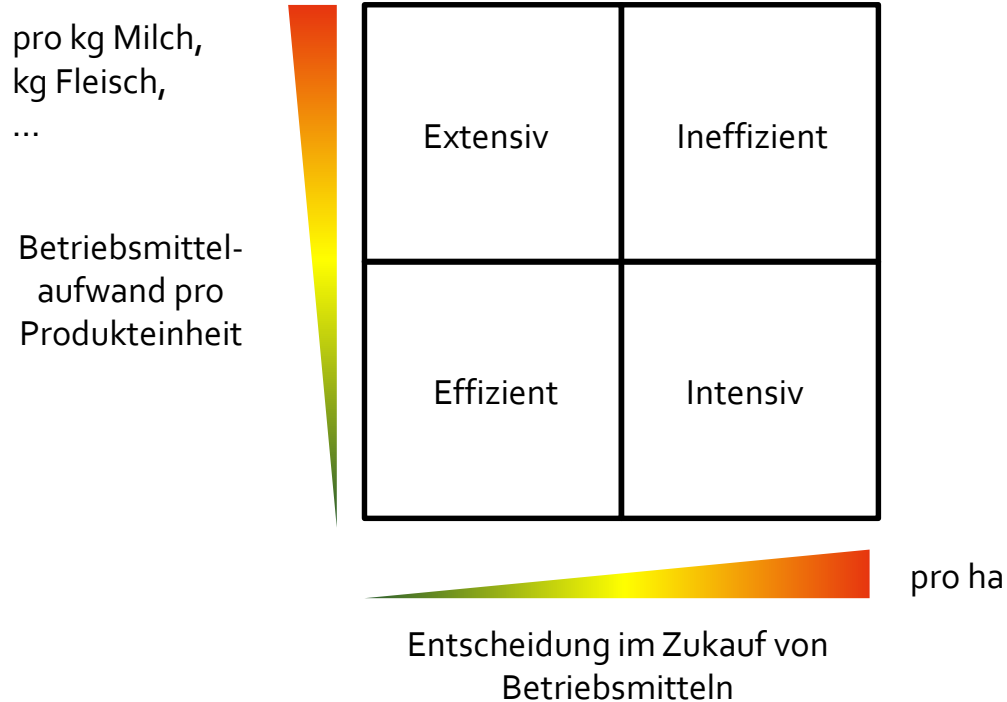 pro kg Milch,
kg Fleisch,
...
Extensiv
Ineffizient
Betriebsmittel-
aufwand pro
Produkteinheit
Effizient
Intensiv
pro ha
Entscheidung im Zukauf von
Betriebsmitteln